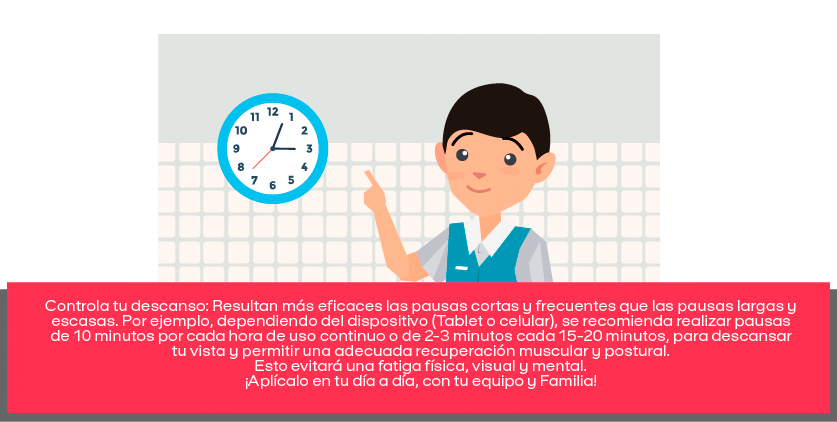 12
11 1
10 2
9 3
8 4
7 5
6
Controla tu descanso: Resultan más eficaces las pausas cortas y frecuentes que las pausas largas y
escasas. Por ejemplo, dependiendo del dispositivo (Tablet o celular), se recomienda realizar pausas
de 10 minutos por cada hora de uso continuo o de 2-3 minutos cada 15-20 minutos, para descansar
tu vista y permitir una adecuada recuperación muscular y postural.
Esto evitará una fatiga física, visual y mental.
¡Aplícalo en tu día a día, con tu equipo y Familia!